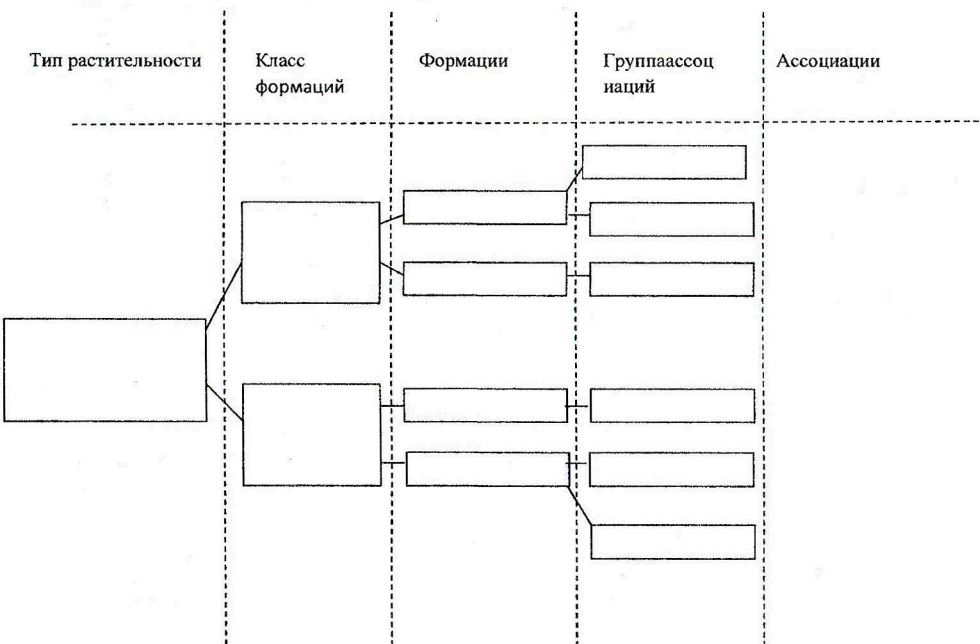 Тип растительности
Класс
формаций
Формации
Группаассоц
иаций
Ассоциации